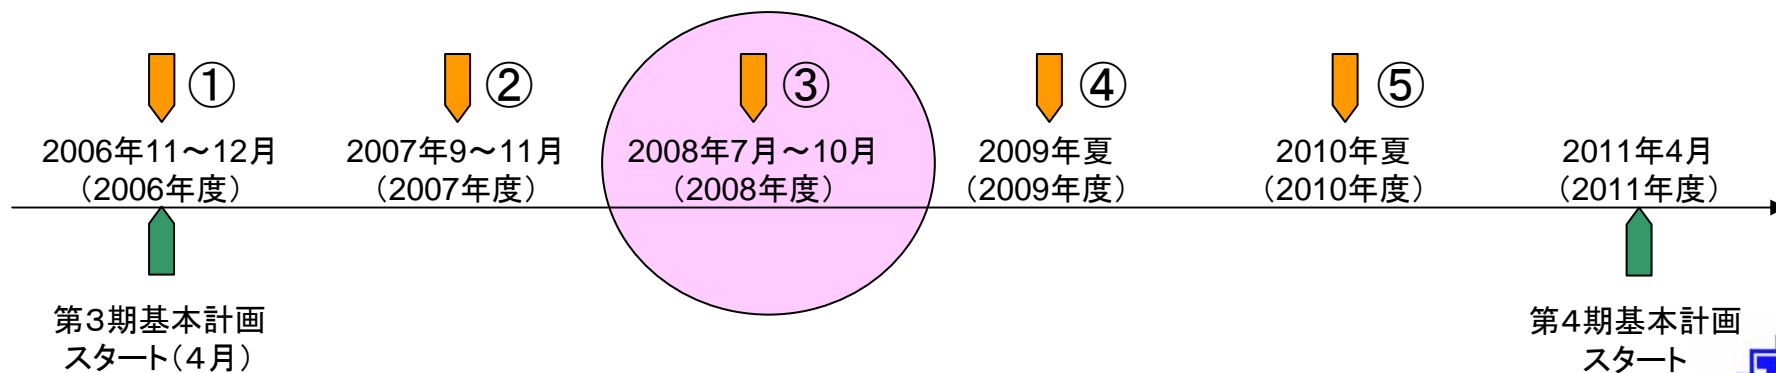 ① ② ③ ④ ⑤
2006年11～12月 2007年9～11月 2008年7月～10月 2009年夏 2010年夏 2011年4月
（2006年度） （2007年度） （2008年度） （2009年度） （2010年度） （2011年度）
第３期基本計画 第４期基本計画
スタート（４月） スタート